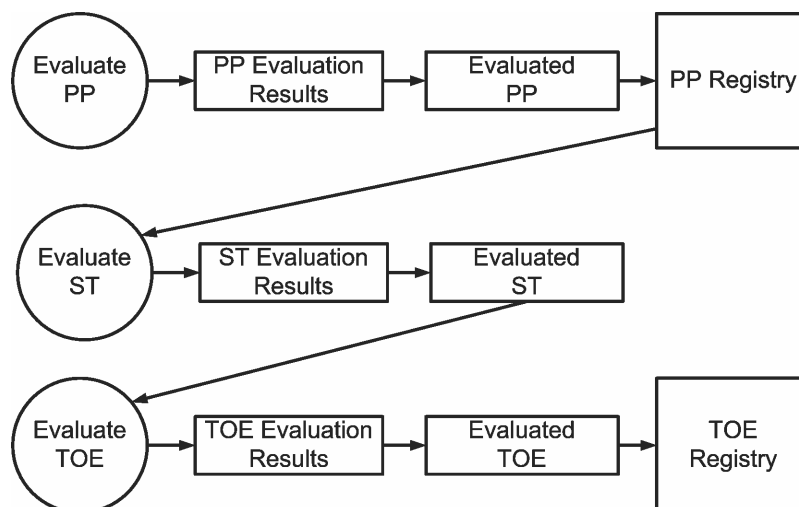 Evaluate
PP
PP Evaluation
Results
Evaluated
PP
PP Registry
Evaluate
ST
ST Evaluation
Results
Evaluated
ST
Evaluate
TOE
TOE Evaluation
Results
Evaluated
TOE
TOE
Registry